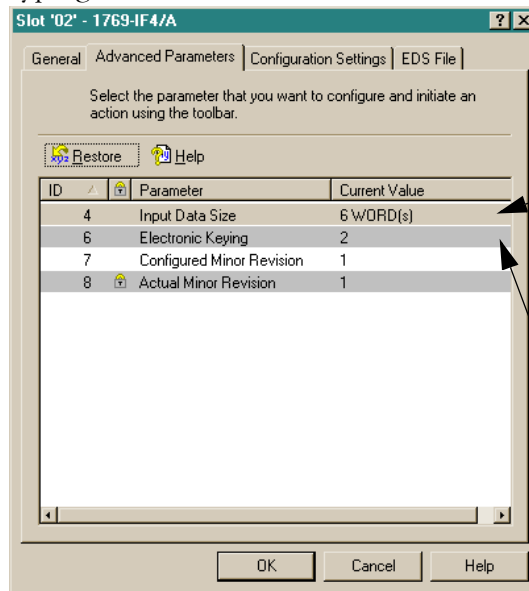 Slot '02' - 1769-IF4/A
General Advanced Parameters Configuration Settings EDS File
Select the parameter that you want to configure and initiate an
action using the toolbar.
Restore Help
ID Parameter Current Value
4 Input Data Size 6 WORD(s)
6 Electronic Keying 2
7 Configured Minor Revision 1
8 Actual Minor Revision 1
OK Cancel Help